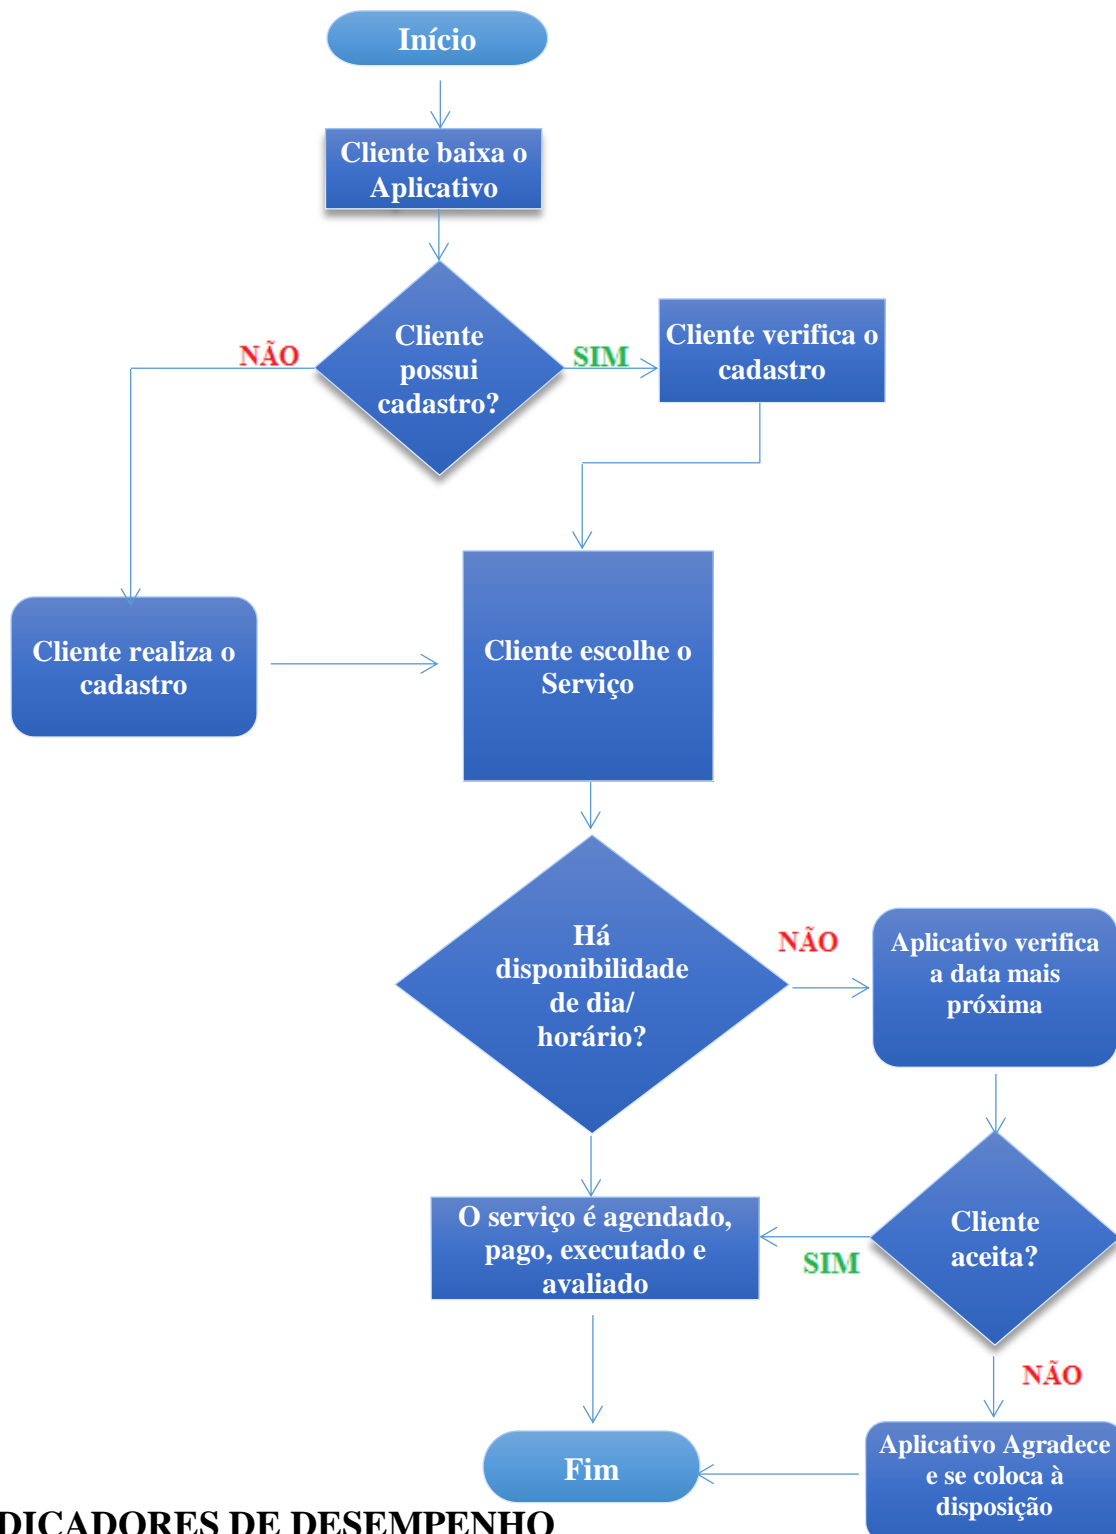 Início
Cliente baixa o
Aplicativo
Cliente
possui
cadastro?
NÃO
SIM
Cliente verifica o
cadastro
Cliente realiza o
cadastro
Cliente escolhe o
Serviço
Há
disponibilidade
de dia/
horário?
NÃO
Aplicativo verifica
a data mais
próxima
O serviço é agendado,
pago, executado e
avaliado
SIM
Cliente
aceita?
NÃO
Aplicativo Agradece
e se coloca à
disposição
Fim
DICADORES DE DESEMPENHO